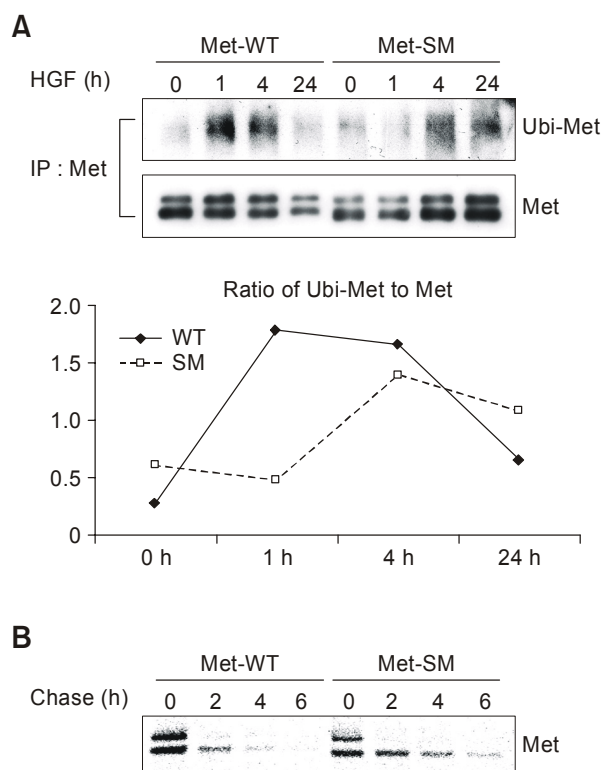 A
Met-WT Met-SM
HGF (h) 0 1 4 24 0 1 4 24
Ubi-Met
IP : Met
Met
Ratio of Ubi-Met to Met
2.0
WT
SM
1.5
1.0
0.5
0
0 h 1 h 4 h 24 h
B
Met-WT Met-SM
Chase (h) 0 2 4 6 0 2 4 6
Met